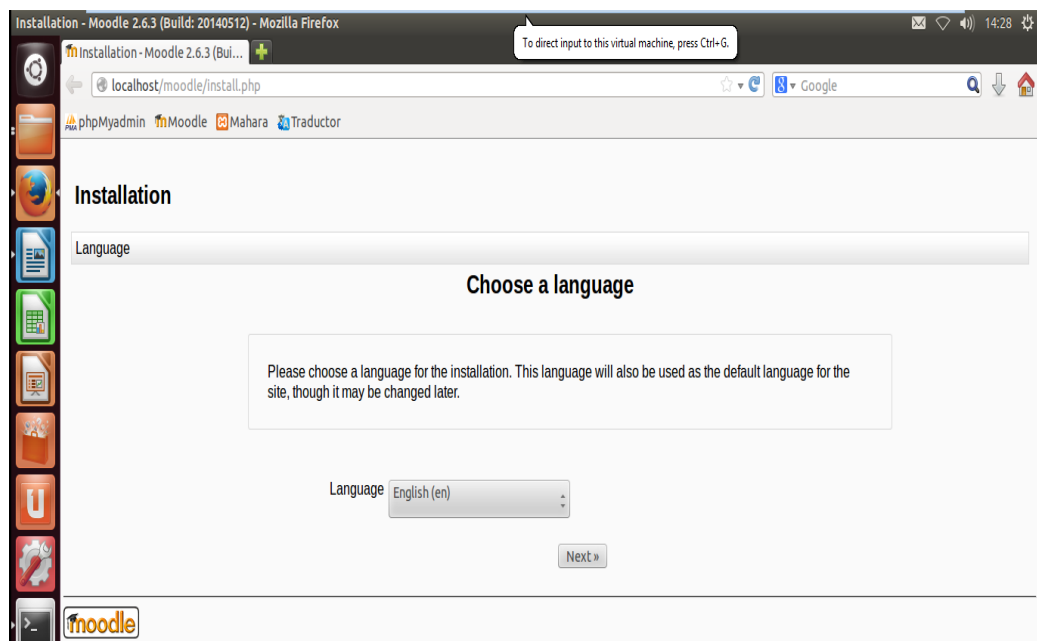 Installation - Moodle 2.6.3 (Build: 20140512) - Mozilla Firefox
14:28
To direct input to this virtual machine, press Ctrl+G.
Installation - Moodle 2.6.3 (Bui...
localhost/moodle/install.php
Google
PMA phpMyadmin Moodle Mahara Traductor
Installation
Language
Choose a language
Please choose a language for the installation. This language will also be used as the default language for the
site, though it may be changed later.
Language English (en)
Next »
moodle